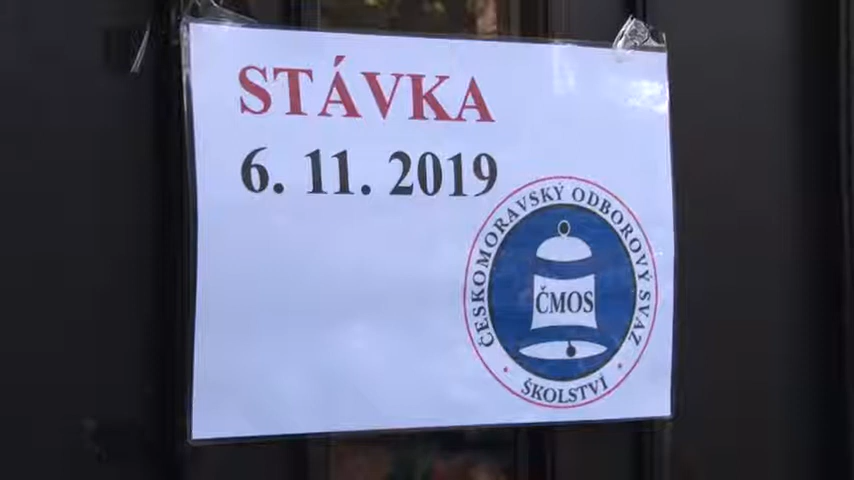 STÁVKA
6. 11. 2019
ČESKOMORAVSKÝ ODBOROVÝ SVAZ
ČMOS
ŠKOLSTVÍ